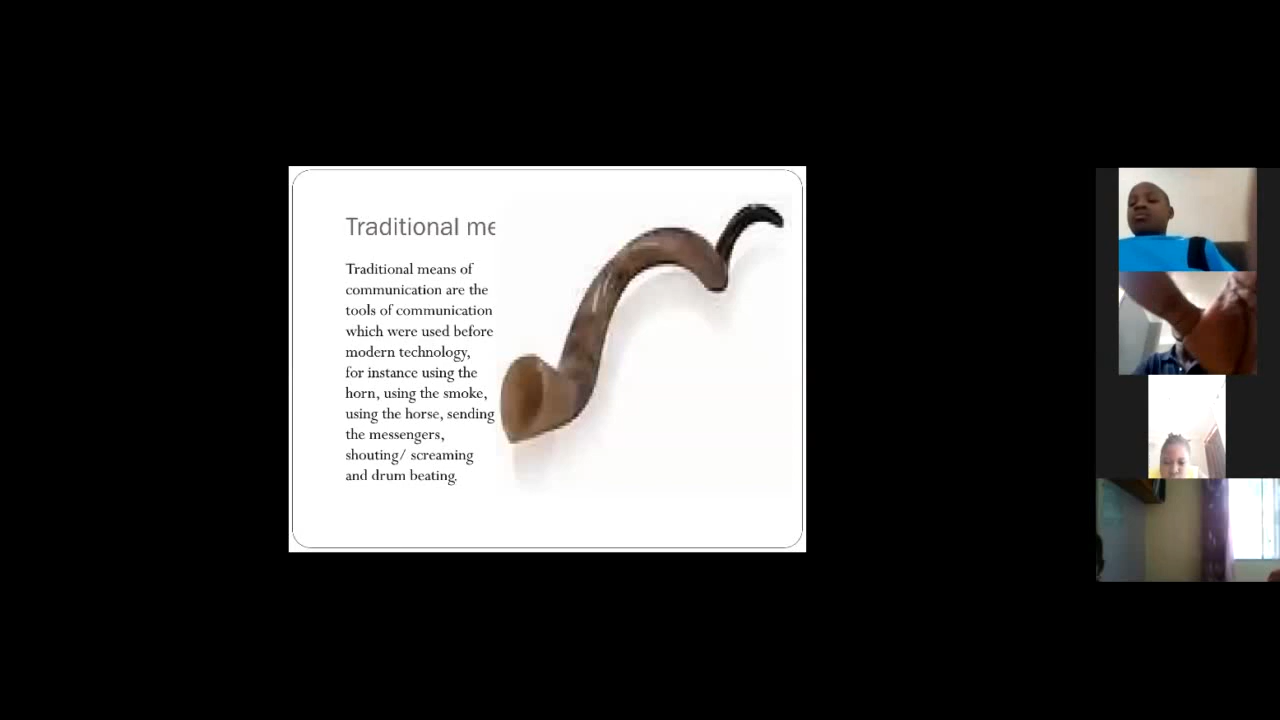 Traditional me
Traditional means of
communication are the
tools of communication
which were used before
modern technology,
for instance using the
horn, using the smoke,
using the horse, sending
the messengers,
shouting/ screaming
and drum beating.